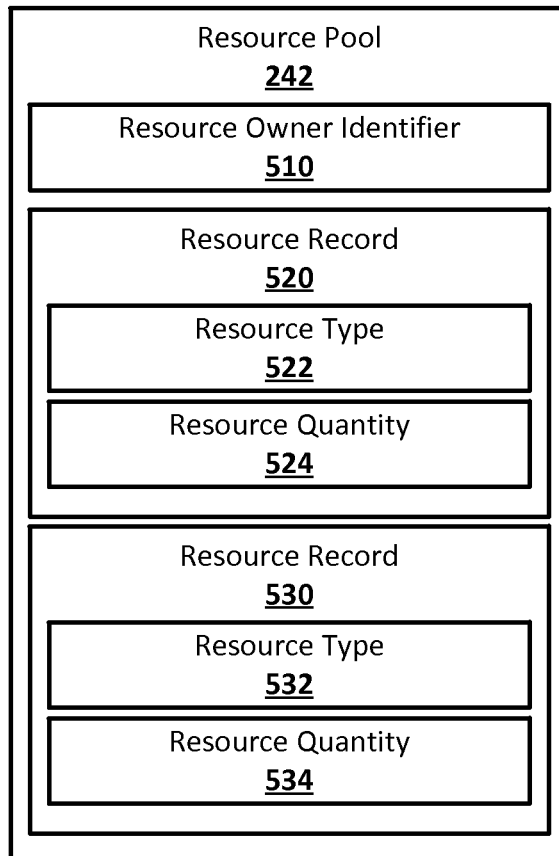 Resource Pool
242
Resource Owner Identifier
510
Resource Record
520
Resource Type
522
Resource Quantity
524
Resource Record
530
Resource Type
532
Resource Quantity
534